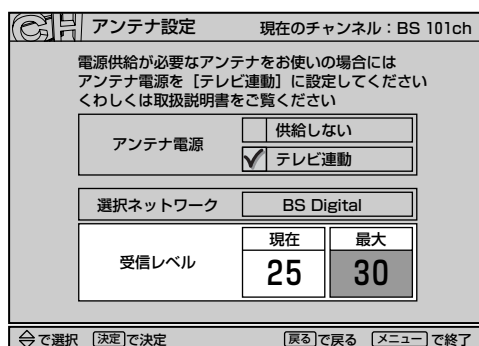 CH アンテナ設定 現在のチャンネル：BS 101ch
電源供給が必要なアンテナをお使いの場合には
アンテナ電源を［テレビ連動］に設定してください
くわしくは取扱説明書をご覧ください
アンテナ電源
供給しない
テレビ連動
選択ネットワーク BS Digital
受信レベル
現在 最大
25 30
で選択 決定で決定 戻るで戻る メニューで終了